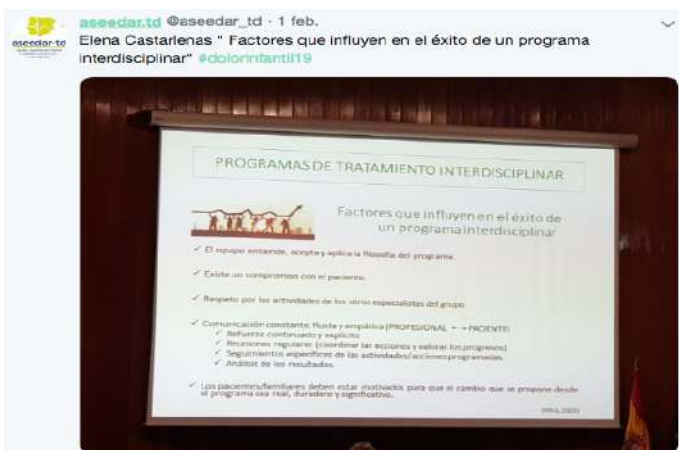 aseedar.td @aseedar_td · 1 feb.
Elena Castarlenas " Factores que influyen en el éxito de un programa
interdisciplinar" #dolorinfantil19
aseedar-td
PROGRAMAS DE TRATAMIENTO INTERDISCIPLINAR
Factores que influyen en el éxito de
un programa interdisciplinar
✓ El equipo entiende, acepta y aplica la filosofía del programa.
✓ Existe un compromiso con el paciente.
✓ Respeto por las actividades de los otros especialistas del grupo
✓ Comunicación constante, fluida y empática (PROFESIONAL ← → PACIENTE)
✓ Refuerzo continuado y explícito
✓ Reuniones regulares (coordinar las acciones y valorar los progresos)
✓ Seguimientos específicos de las actividades/acciones programadas.
✓ Análisis de los resultados.
✓ Los pacientes/familiares deben estar motivados para que el cambio que se propone desde
el programa sea real, duradero y significativo.